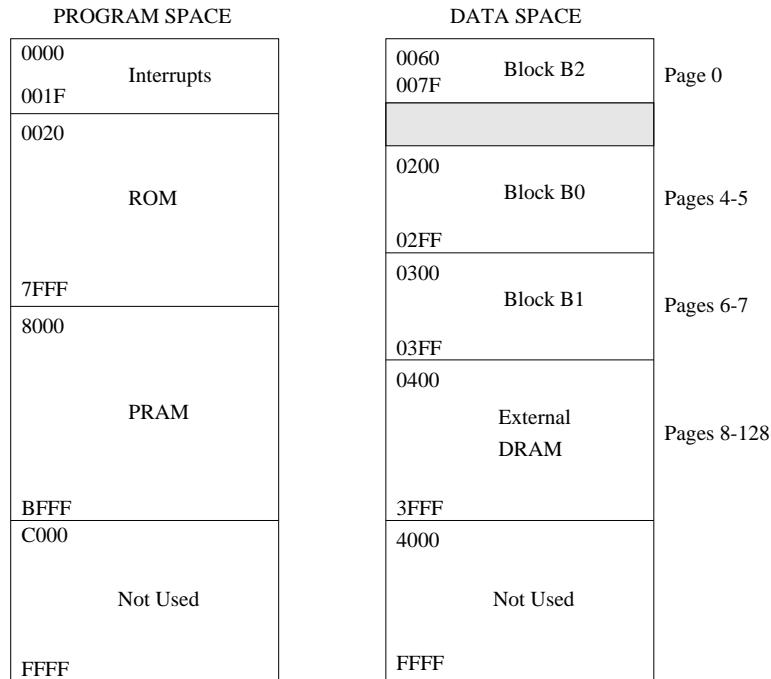 PROGRAM SPACE
0000
Interrupts
001F
0020
ROM
7FFF
8000
PRAM
BFFF
C000
Not Used
FFFF
DATA SPACE
0060
Block B2
007F
Page 0
0200
Block B0
Pages 4-5
02FF
0300
Block B1
Pages 6-7
03FF
0400
External
DRAM
Pages 8-128
3FFF
4000
Not Used
FFFF